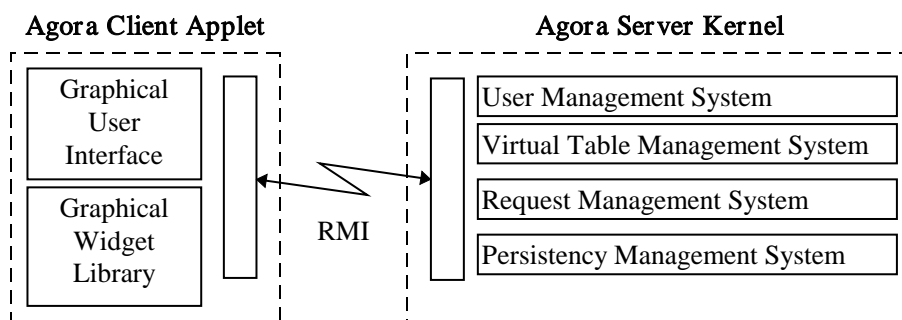 Agora Client Applet
Graphical
User
Interface
Graphical
Widget
Library
RMI
Agora Server Kernel
User Management System
Virtual Table Management System
Request Management System
Persistency Management System